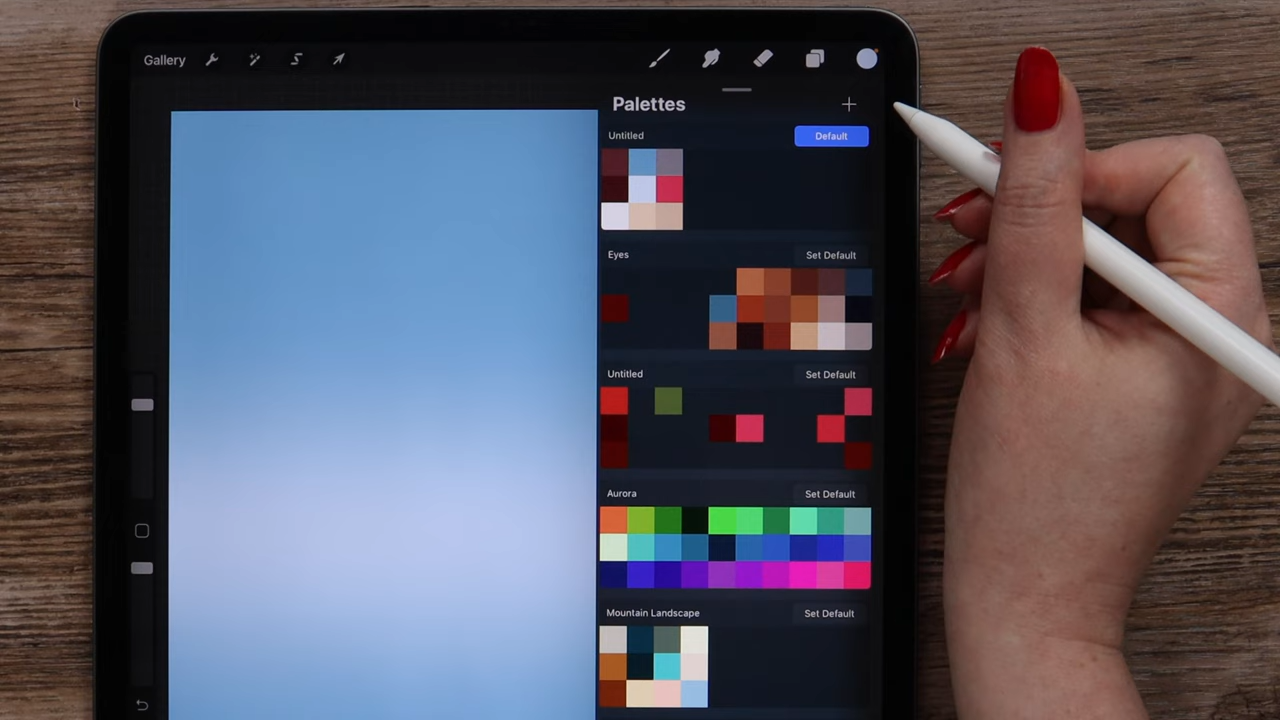 Gallery
Palettes
Untitled
Default
Eyes
Set Default
Untitled
Set Default
Aurora
Set Default
Mountain Landscape
Set Default